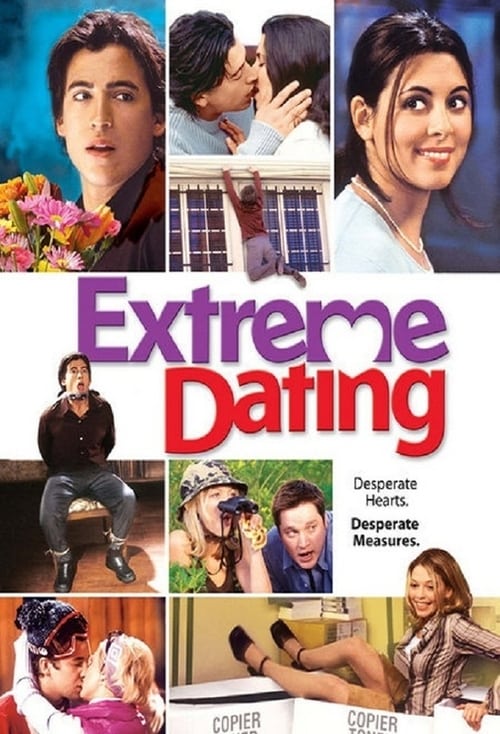 Extreme
Dating
Desperate
Hearts.
Desperate
Measures.
COPIER
COPIER